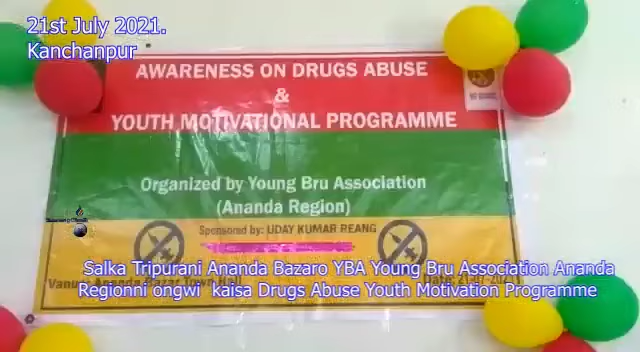 21st July 2021.
Kanchanpur
AWARENESS ON DRUGS ABUSE
&
YOUTH MOTIVATIONAL PROGRAMME
Organized by Young Bru Association
(Ananda Region)
Sponsored by: UDAY KUMAR REANG
Salka Tripurani Ananda Bazaro YBA Young Bru Association Ananda
Regionni ongwi kaisa Drugs Abuse Youth Motivation Programme